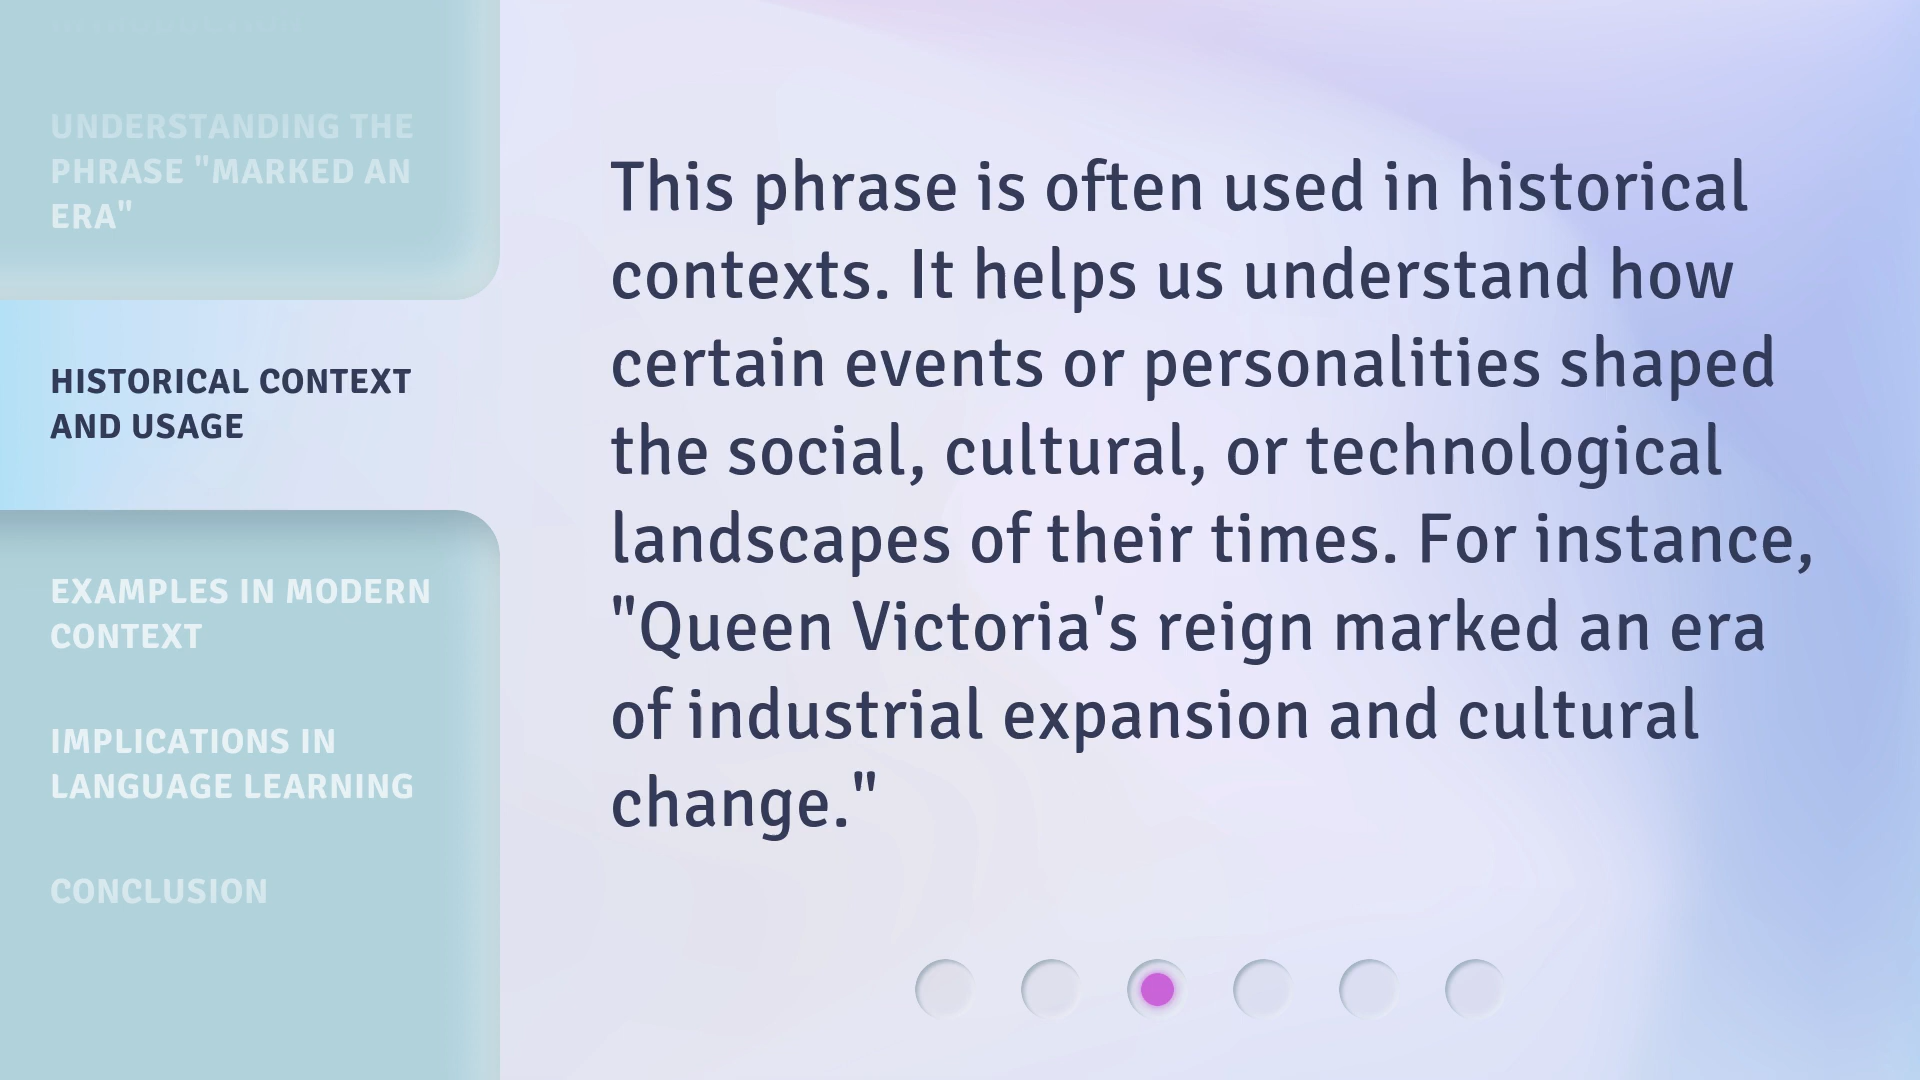 UNDERSTANDING THE
PHRASE "MARKED AN
ERA"
HISTORICAL CONTEXT
AND USAGE
EXAMPLES IN MODERN
CONTEXT
IMPLICATIONS IN
LANGUAGE LEARNING
CONCLUSION
This phrase is often used in historical
contexts. It helps us understand how
certain events or personalities shaped
the social, cultural, or technological
landscapes of their times. For instance,
"Queen Victoria's reign marked an era
of industrial expansion and cultural
change."